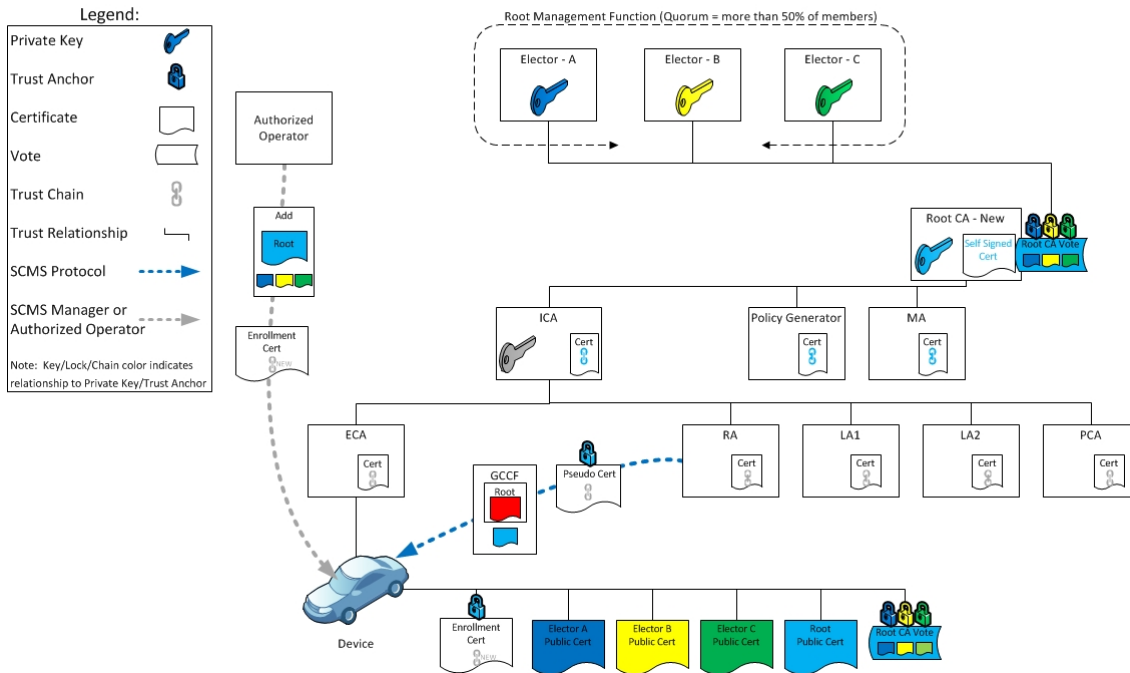 Legend:
Private Key
Trust Anchor
Certificate
Vote
Trust Chain
Trust Relationship
SCMS Protocol
SCMS Manager or
Authorized Operator
Note: Key/Lock/Chain color indicates
relationship to Private Key/Trust Anchor
Root Management Function (Quorum = more than 50% of members)
Elector - A
Elector - B
Elector - C
Authorized
Operator
Add
Root
Enrollment
Cert
NEW
Root CA - New
Self Signed
Cert
Root CA Vote
ICA
Cert
Policy Generator
Cert
MA
Cert
ECA
Cert
GCCF
Root
Pseudo Cert
RA
Cert
LA1
Cert
LA2
Cert
PCA
Cert
Device
Enrollment
Cert
NEW
Elector A
Public Cert
Elector B
Public Cert
Elector C
Public Cert
Root
Public Cert
Root CA Vote